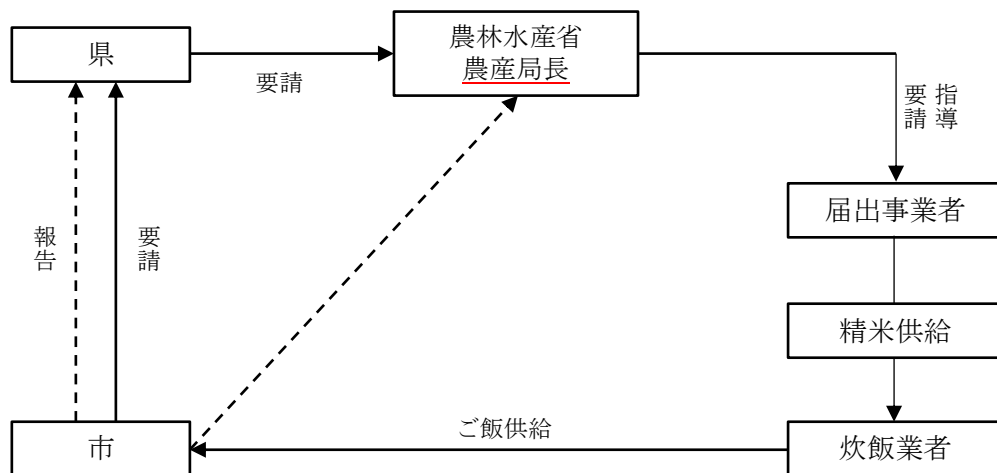 県
要請
農林水産省
農産局長
指導
要請
届出事業者
報告
要請
精米供給
市
ご飯供給
炊飯業者